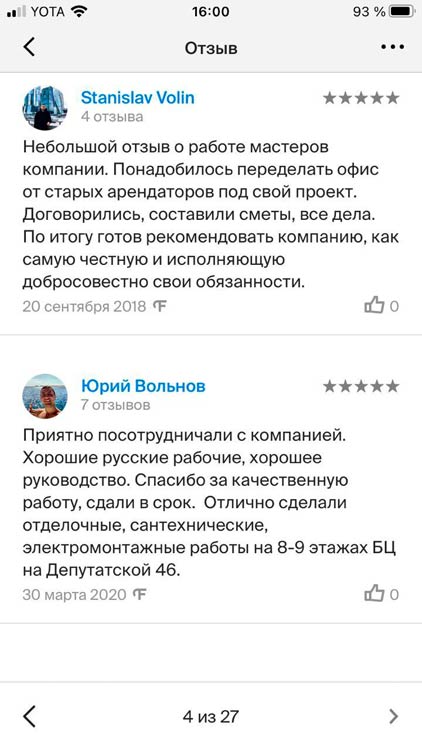 YOTA 16:00 93 %
Отзыв
Stanislav Volin
4 отзыва
Небольшой отзыв о работе мастеров
компании. Понадобилось переделать офис
от старых арендаторов под свой проект.
Договорились, составили сметы, все дела.
По итогу готов рекомендовать компанию, как
самую честную и исполняющую
добросовестно свои обязанности.
20 сентября 2018 0
Юрий Вольнов
7 отзывов
Приятно посотрудничали с компанией.
Хорошие русские рабочие, хорошее
руководство. Спасибо за качественную
работу, сдали в срок. Отлично сделали
отделочные, сантехнические,
электромонтажные работы на 8-9 этажах БЦ
на Депутатской 46.
30 марта 2020 0
4 из 27